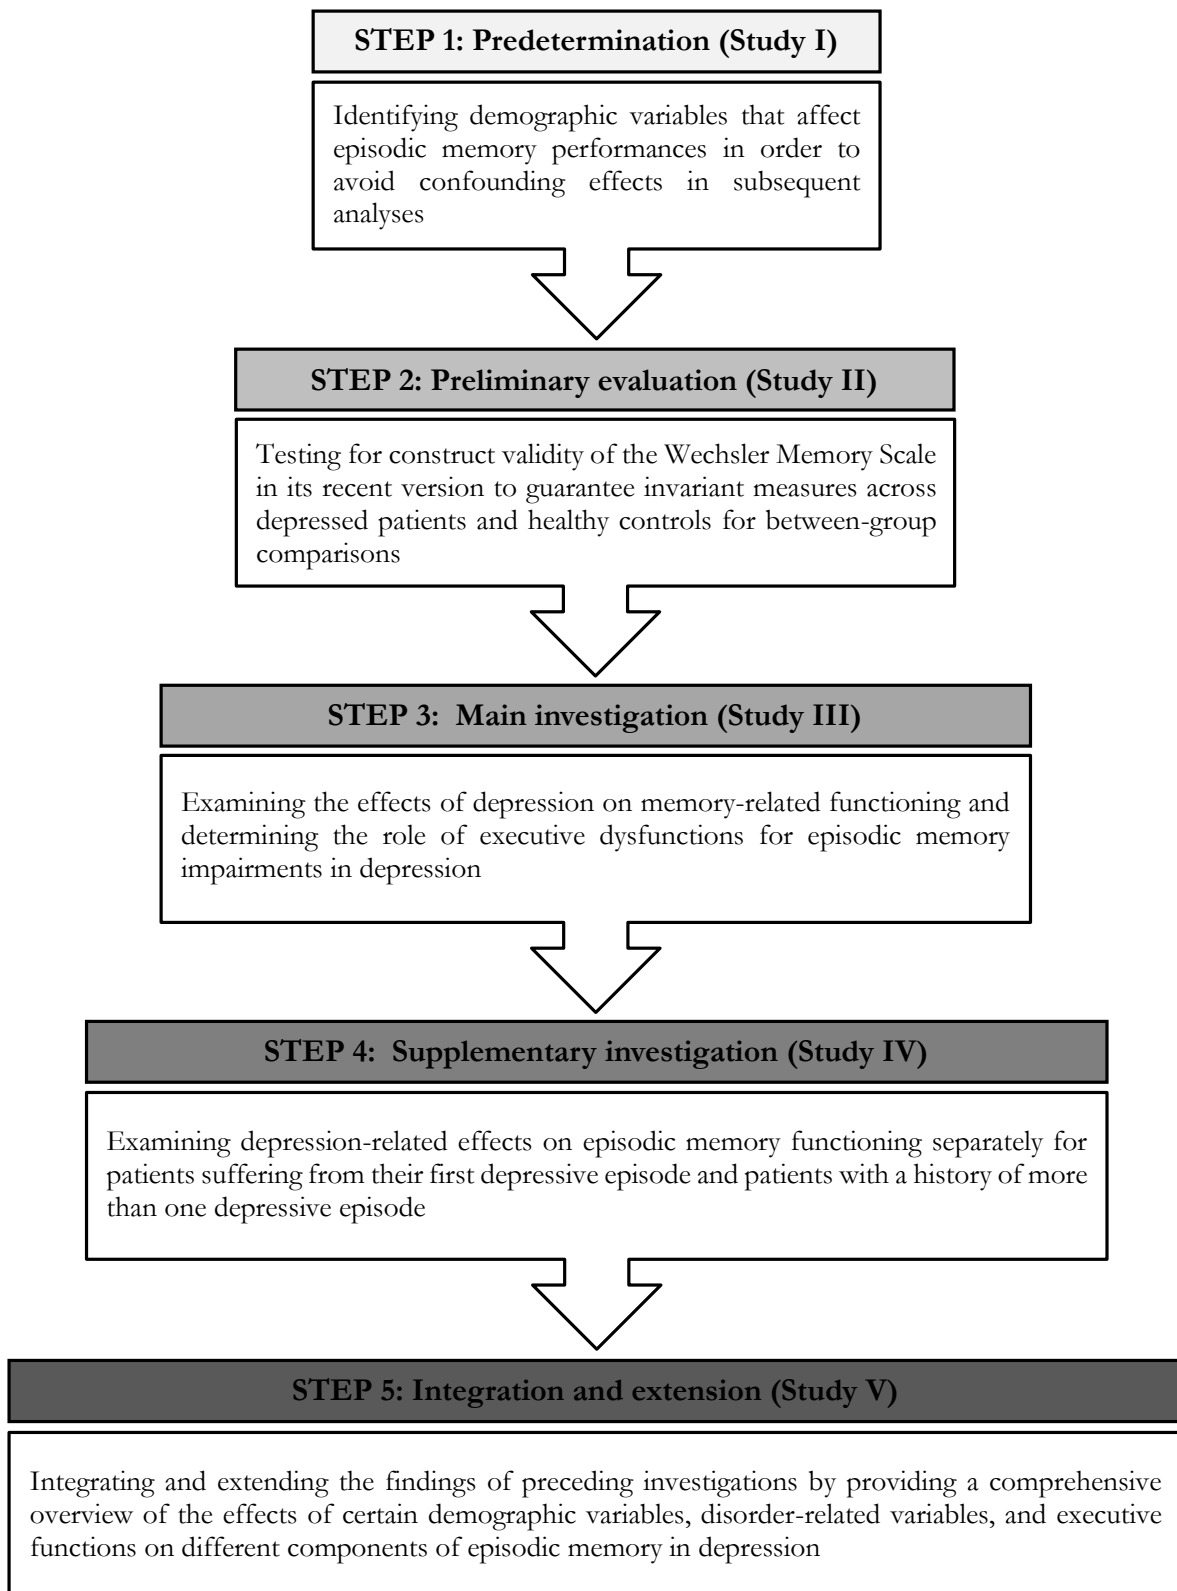 STEP 1: Predetermination (Study I)
Identifying demographic variables that affect
episodic memory performances in order to
avoid confounding effects in subsequent
analyses
STEP 2: Preliminary evaluation (Study II)
Testing for construct validity of the Wechsler Memory Scale
in its recent version to guarantee invariant measures across
depressed patients and healthy controls for between-group
comparisons
STEP 3: Main investigation (Study III)
Examining the effects of depression on memory-related functioning and
determining the role of executive dysfunctions for episodic memory
impairments in depression
STEP 4: Supplementary investigation (Study IV)
Examining depression-related effects on episodic memory functioning separately for
patients suffering from their first depressive episode and patients with a history of more
than one depressive episode
STEP 5: Integration and extension (Study V)
Integrating and extending the findings of preceding investigations by providing a comprehensive
overview of the effects of certain demographic variables, disorder-related variables, and executive
functions on different components of episodic memory in depression